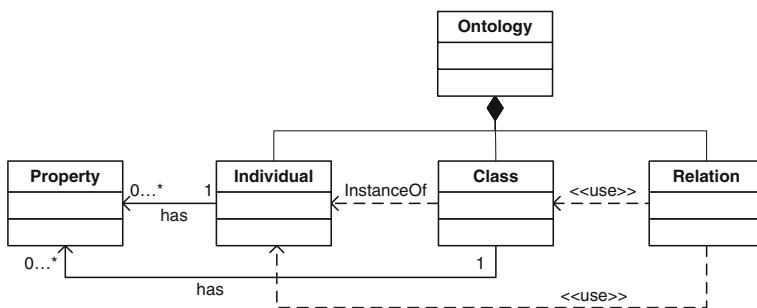 Ontology
Property
Individual
Class
Relation
0...*
1
InstanceOf
<<use>>
has
0...*
1
has
<<use>>